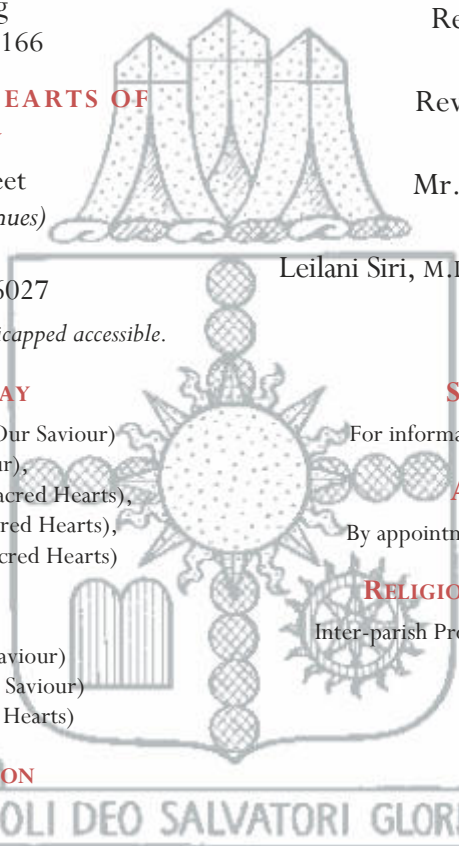 g
166
EARTS OF
eet
nues)
6027
icapped accessible.
AY
Our Saviour)
ur),
acred Hearts),
cred Hearts),
cred Hearts)
aviour)
Saviour)
Hearts)
ON
Re
Rev
Mr.
Leilani Siri, M.
S
For informa
A
By appointm
RELIGIO
Inter-parish Pr
OLI DEO SALVATORI GLOR